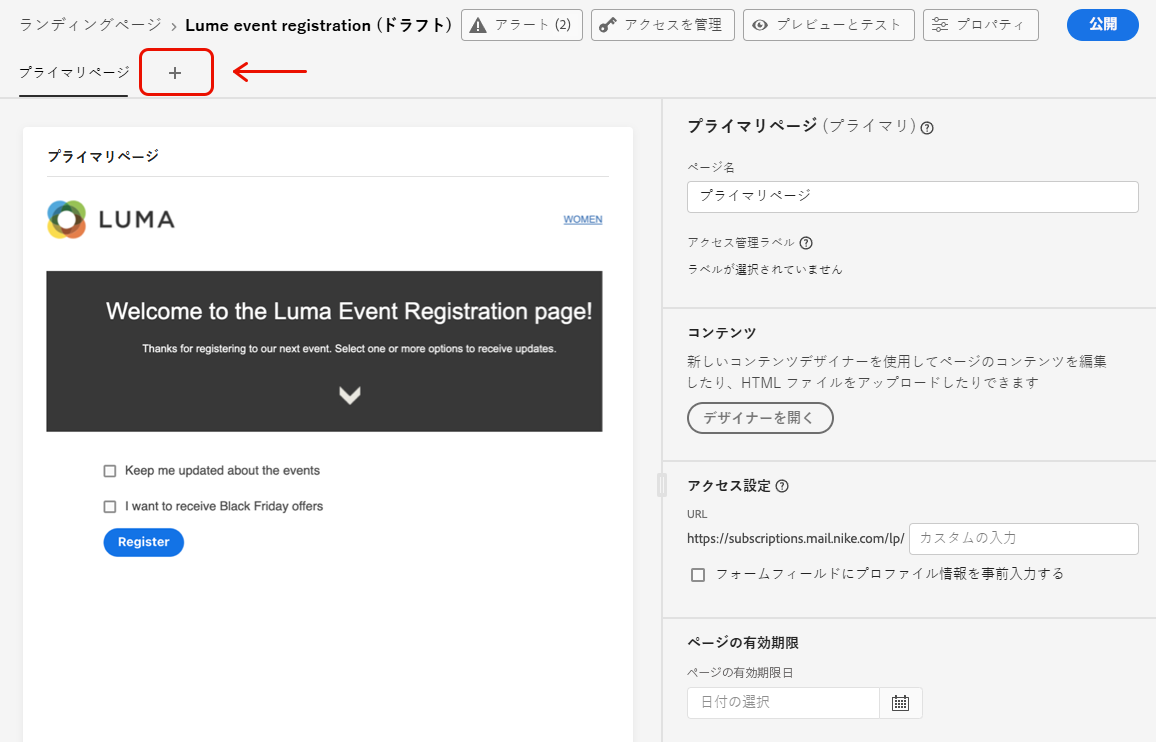 ランディングページ > Lume event registration (ドラフト) アラート (2) アクセスを管理 プレビューとテスト プロパティ 公開
プライマリページ +
プライマリページ
LUMA WOMEN
Welcome to the Luma Event Registration page!
Thanks for registering to our next event. Select one or more options to receive updates.
Keep me updated about the events
I want to receive Black Friday offers
Register
プライマリページ (プライマリ)
ページ名
プライマリページ
アクセス管理ラベル
ラベルが選択されていません
コンテンツ
新しいコンテンツデザイナーを使用してページのコンテンツを編集
したり、HTML ファイルをアップロードしたりできます
デザイナーを開く
アクセス設定
URL
https://subscriptions.mail.nike.com/lp/ カスタムの入力
フォームフィールドにプロファイル情報を事前入力する
ページの有効期限
ページの有効期限日
日付の選択